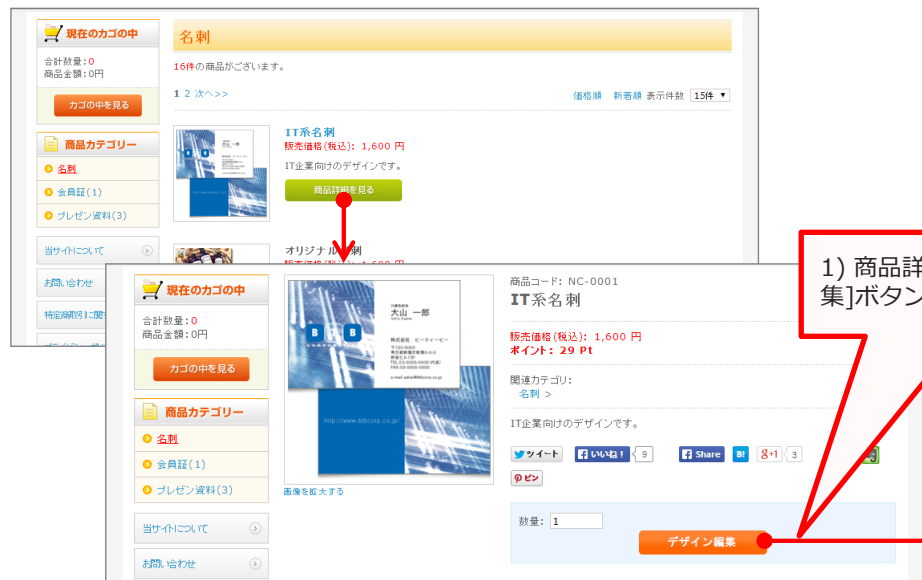 現在のカゴの中
合計数量:0
商品金額:0円
カゴの中を見る
商品カテゴリー
名刺
会員証(1)
プレゼン資料(3)
当サイトについて
お問い合わせ
名刺
16件の商品がございます。
1 2 次へ>>
価格順 新着順 表示件数 15件
IT系名刺
販売価格(税込): 1,600 円
IT企業向けのデザインです。
商品詳細を見る
オリジナル名刺
現在のカゴの中
合計数量:0
商品金額:0円
カゴの中を見る
商品カテゴリー
名刺
会員証(1)
プレゼン資料(3)
当サイトについて
お問い合わせ
大山 一郎
株式会社 ビーティービー
http://www.btbcorp.co.jp/
画像を拡大する
商品コード: NC-0001
IT系名刺
販売価格(税込): 1,600 円
ポイント: 29 Pt
関連カテゴリ:
名刺 >
IT企業向けのデザインです。
ツイート いいね! 9 Share B! g+1 3
ピン
数量: 1
デザイン編集
1) 商品詳
集]ボタン